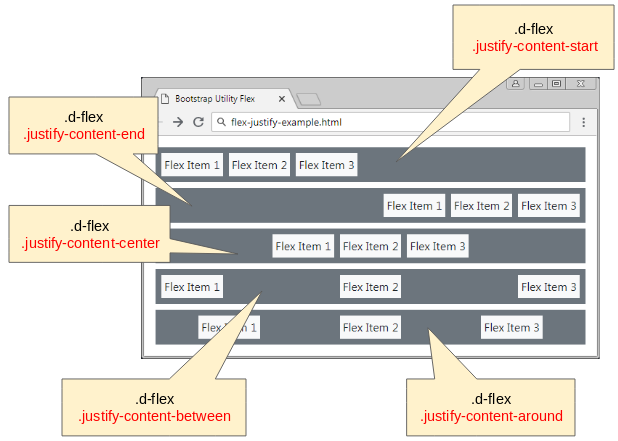 .d-flex
.justify-content-start
Bootstrap Utility Flex
.d-flex
.justify-content-end
flex-justify-example.html
Flex Item 1 Flex Item 2 Flex Item 3
Flex Item 1 Flex Item 2 Flex Item 3
.d-flex
.justify-content-center
Flex Item 1 Flex Item 2 Flex Item 3
Flex Item 1 Flex Item 2 Flex Item 3
Flex Item 1 Flex Item 2 Flex Item 3
.d-flex
.justify-content-between
.d-flex
.justify-content-around